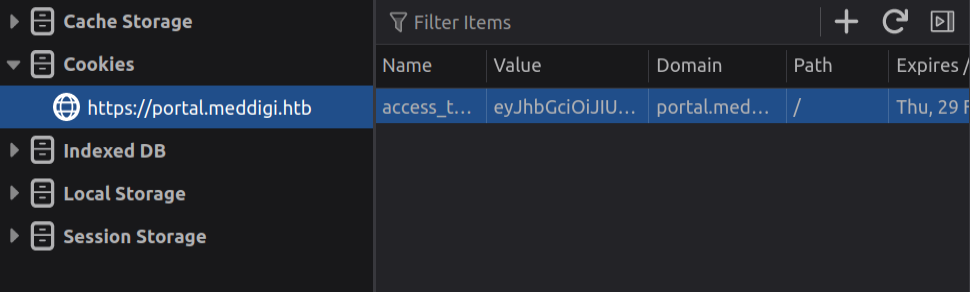 Cache Storage
Cookies
https://portal.meddigi.htb
Indexed DB
Local Storage
Session Storage
Filter Items
Name Value Domain Path Expires /
access_t... eyJhbGciOiJIU... portal.med... / Thu, 29 F